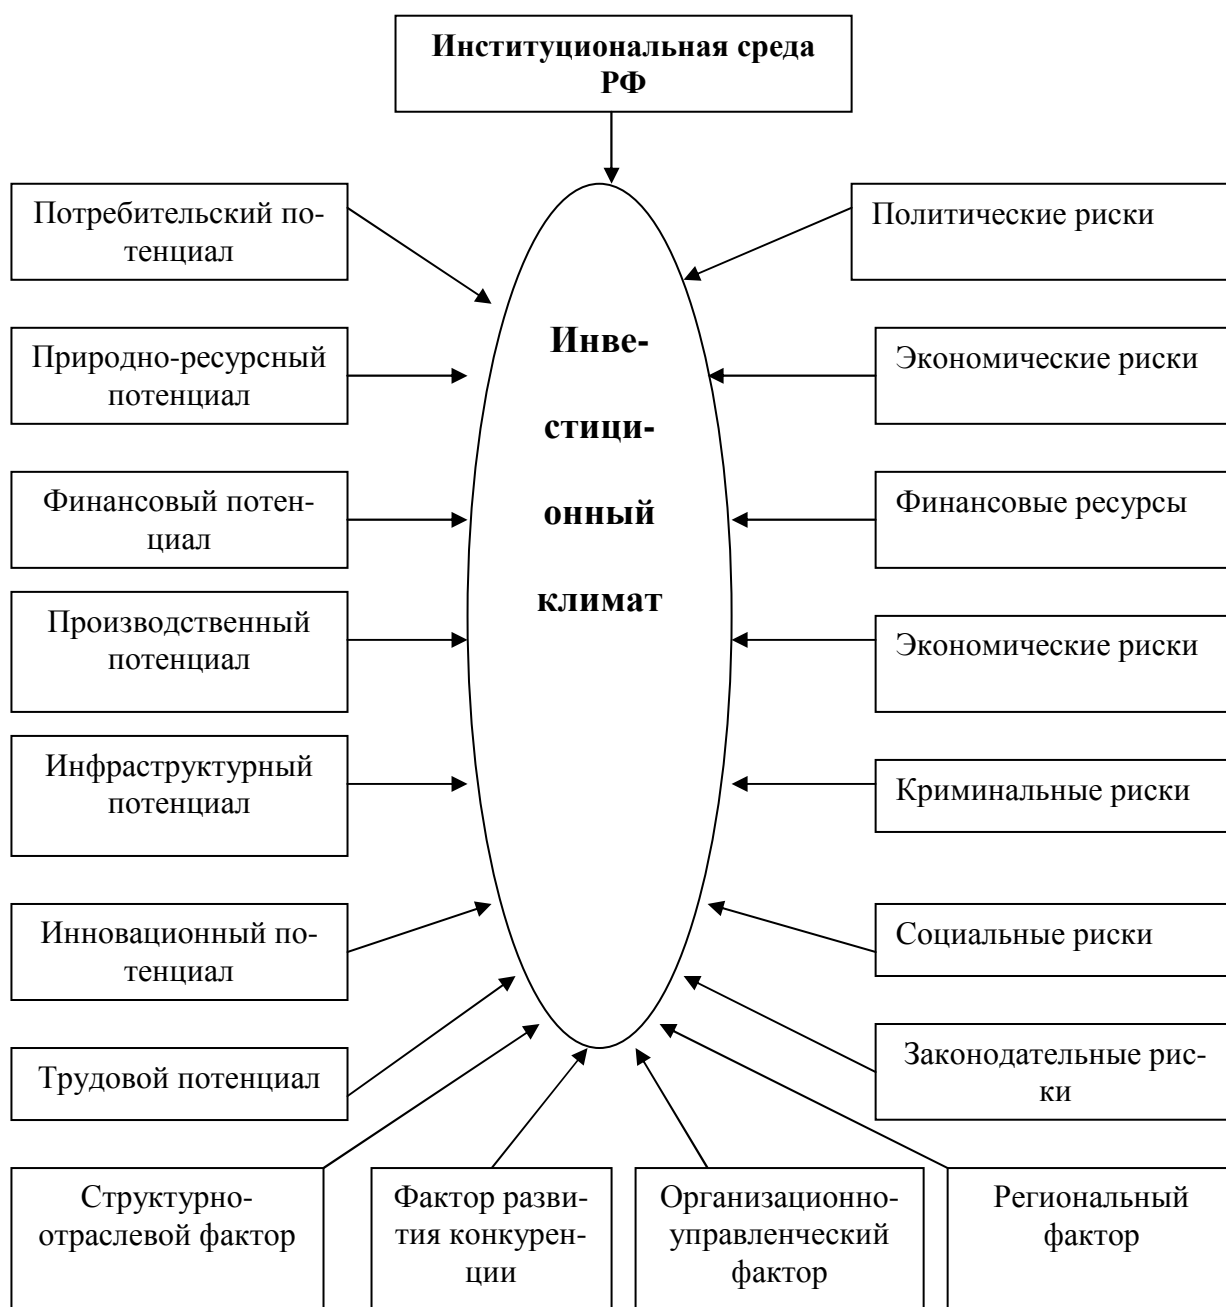 Институциональная среда
РФ
Потребительский по-
тенциал
Политические риски
Инве-
стици-
онный
климат
Природно-ресурсный
потенциал
Экономические риски
Финансовый потен-
циал
Финансовые ресурсы
Производственный
потенциал
Экономические риски
Инфраструктурный
потенциал
Криминальные риски
Инновационный по-
тенциал
Социальные риски
Трудовой потенциал
Законодательные рис-
ки
Структурно-
отраслевой фактор
Фактор разви-
тия конкурен-
ции
Организационно-
управленческий
фактор
Региональный
фактор